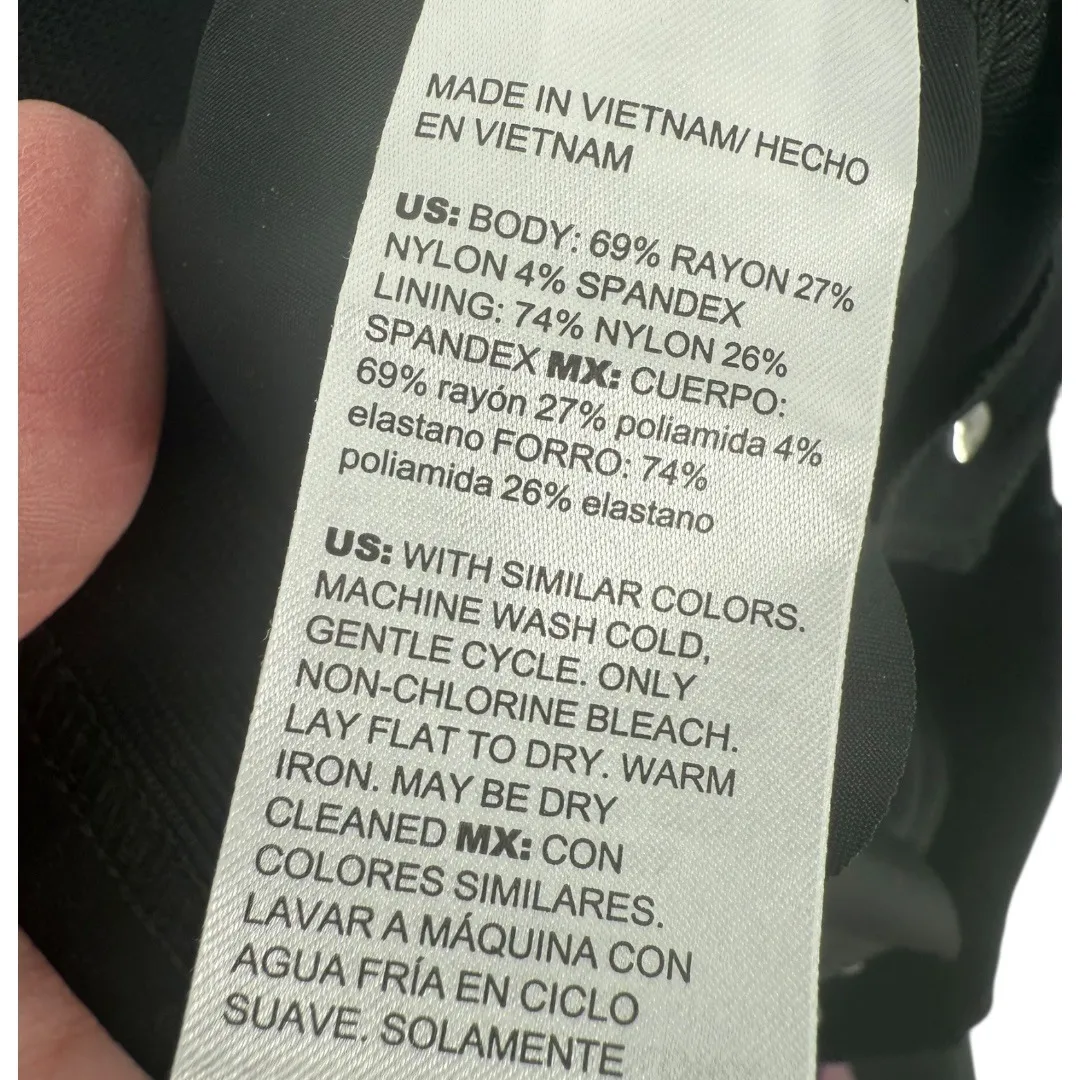 MADE IN VIETNAM/ HECHO
EN VIETNAM
US: BODY: 69% RAYON 27%
NYLON 4% SPANDEX
LINING: 74% NYLON 26%
SPANDEX MX: CUERPO:
69% rayón 27% poliamida 4%
elastano FORRO: 74%
poliamida 26% elastano
US: WITH SIMILAR COLORS.
MACHINE WASH COLD,
GENTLE CYCLE. ONLY
NON-CHLORINE BLEACH.
LAY FLAT TO DRY. WARM
IRON. MAY BE DRY
CLEANED MX: CON
COLORES SIMILARES.
LAVAR A MÁQUINA CON
AGUA FRÍA EN CICLO
SUAVE. SOLAMENTE